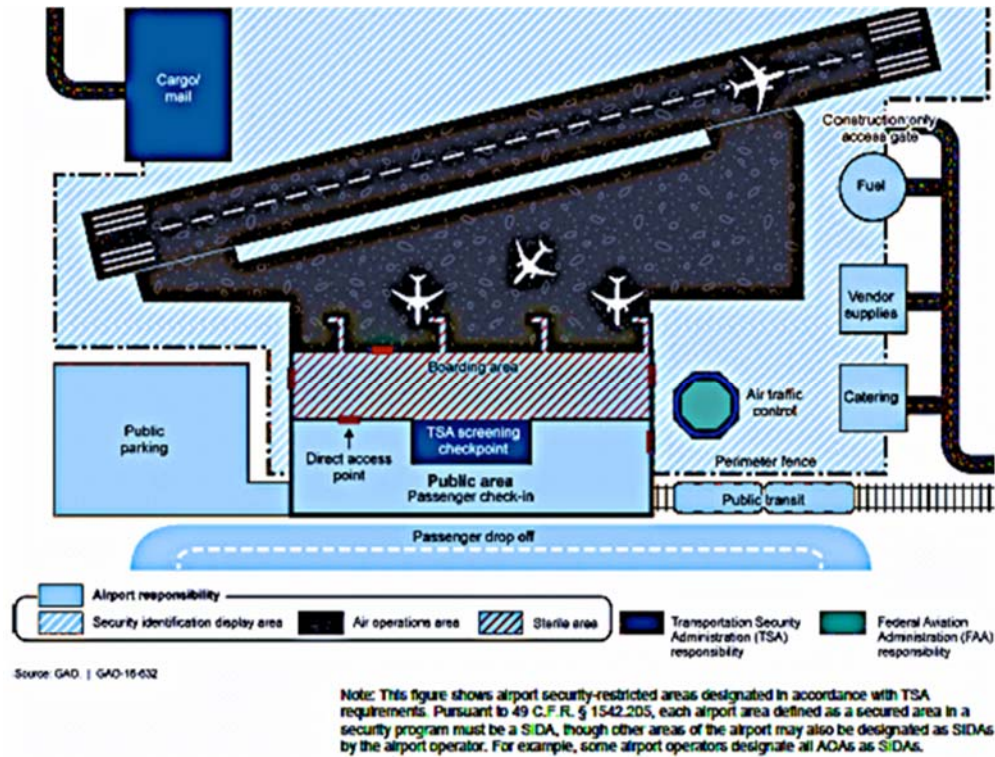 Cargo/
mail
Construction only
access gate
Fuel
Vendor
supplies
Boarding area
Air traffic
control
Catering
Public
parking
TSA screening
checkpoint
Direct access
point
Public area
Passenger check-in
Perimeter fence
Public transit
Passenger drop off
Airport responsibility
Security identification display area
Air operations area
Sterile area
Transportation Security
Administration (TSA)
responsibility
Federal Aviation
Administration (FAA)
responsibility
Source: GAO. | GAO-16-632
Note: This figure shows airport security-restricted areas designated in accordance with TSA
requirements. Pursuant to 49 C.F.R. § 1542.205, each airport area defined as a secured area in a
security program must be a SIDA, though other areas of the airport may also be designated as SIDAs
by the airport operator. For example, some airport operators designate all AOAs as SIDAs.